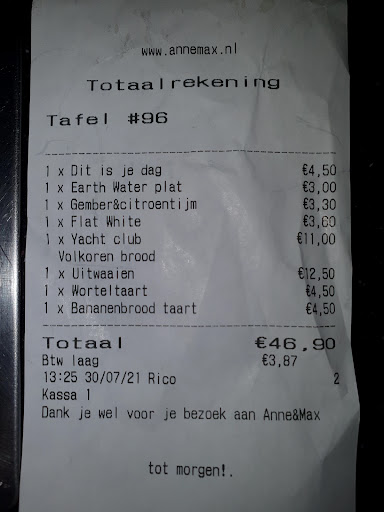 www.annemax.nl
Totaalrekening
Tafel #96
1 x Dit is je dag €4,50
1 x Earth Water plat €3,00
1 x Gember&citroentijm €3,30
1 x Flat White €3,60
1 x Yacht club €11,00
Volkoren brood
1 x Uitwaaien €12,50
1 x Worteltaart €4,50
1 x Bananenbrood taart €4,50
Totaal €46,90
Btw laag €3,87
13:25 30/07/21 Rico 2
Kassa 1
Dank je wel voor je bezoek aan Anne&Max
tot morgen!.